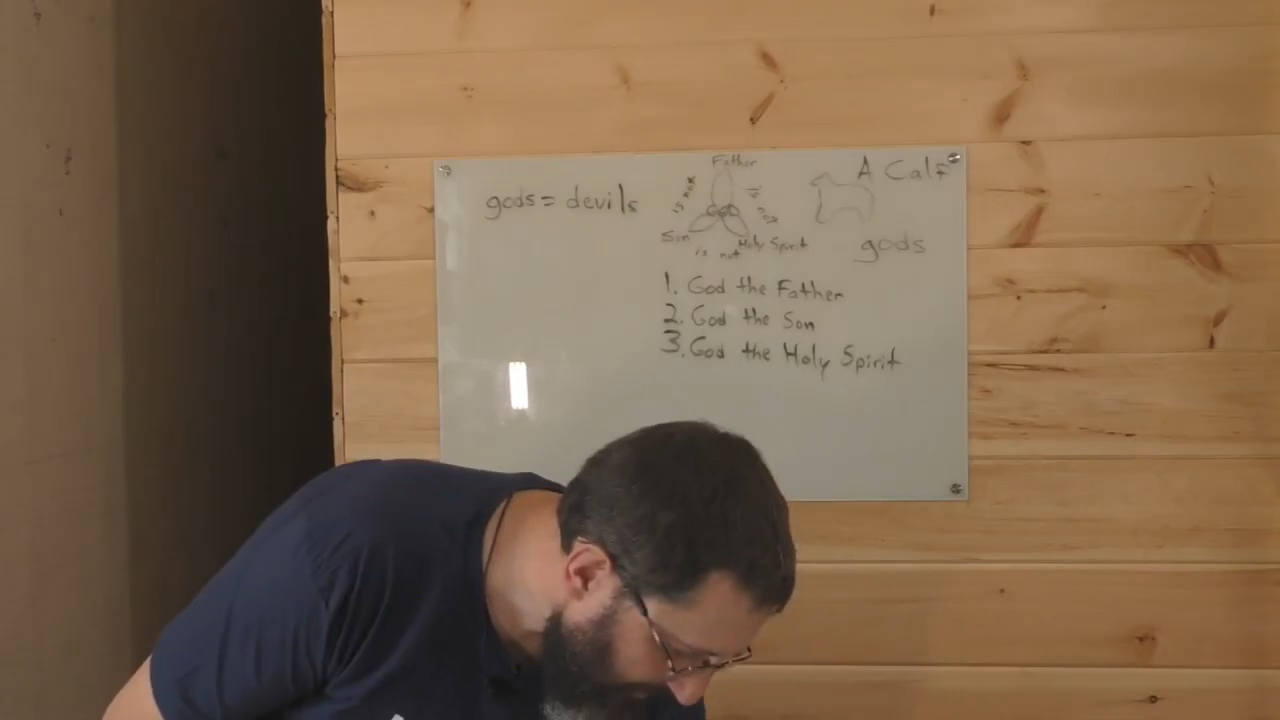 gods = devils
Father
is not
is not
God
Son
Holy Spirit
is not
A Calf
gods
1. God the Father
2. God the Son
3. God the Holy Spirit